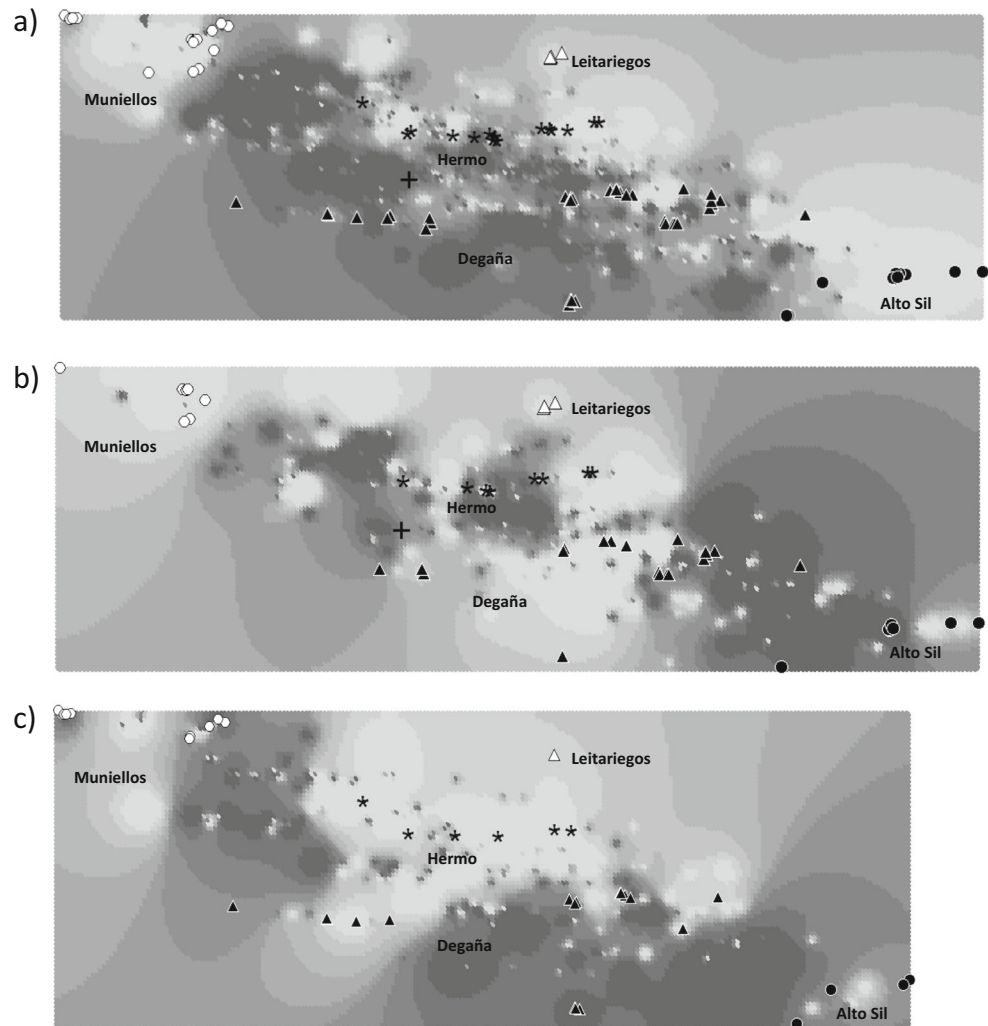 a)
Leitariegos
Muniellos
Hermo
Degaña
Alto Sil
b)
Leitariegos
Muniellos
Hermo
Degaña
Alto Sil
c)
Leitariegos
Muniellos
Hermo
Degaña
Alto Sil